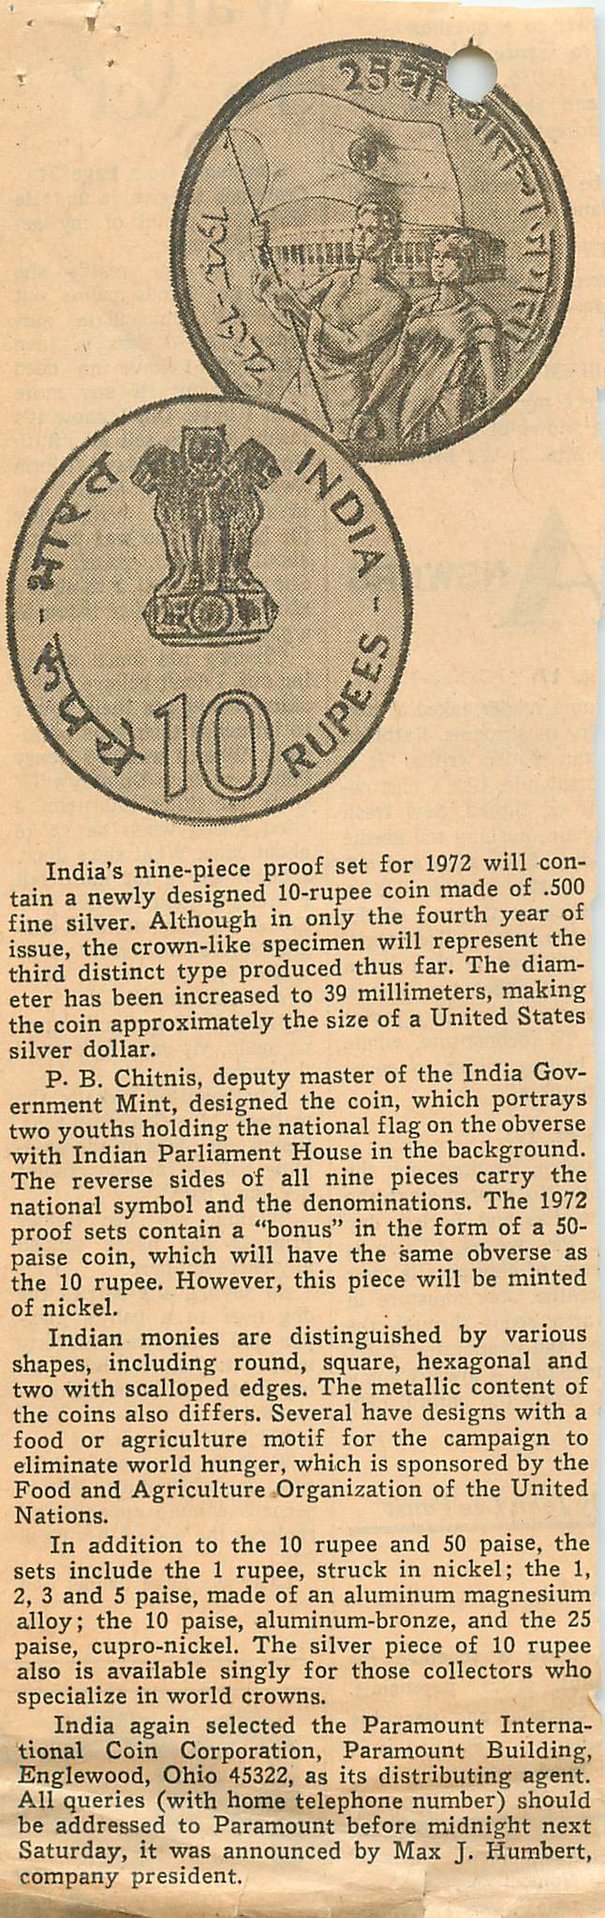 25वीं स्वातंत्र्य जयंती
१९४७-१९७२
भारत
INDIA
रूपये
10
RUPEES
India's nine-piece proof set for 1972 will con-
tain a newly designed 10-rupee coin made of .500
fine silver. Although in only the fourth year of
issue, the crown-like specimen will represent the
third distinct type produced thus far. The diam-
eter has been increased to 39 millimeters, making
the coin approximately the size of a United States
silver dollar.
P. B. Chitnis, deputy master of the India Gov-
ernment Mint, designed the coin, which portrays
two youths holding the national flag on the obverse
with Indian Parliament House in the background.
The reverse sides of all nine pieces carry the
national symbol and the denominations. The 1972
proof sets contain a "bonus" in the form of a 50-
paise coin, which will have the same obverse as
the 10 rupee. However, this piece will be minted
of nickel.
Indian monies are distinguished by various
shapes, including round, square, hexagonal and
two with scalloped edges. The metallic content of
the coins also differs. Several have designs with a
food or agriculture motif for the campaign to
eliminate world hunger, which is sponsored by the
Food and Agriculture Organization of the United
Nations.
In addition to the 10 rupee and 50 paise, the
sets include the 1 rupee, struck in nickel; the 1,
2, 3 and 5 paise, made of an aluminum magnesium
alloy; the 10 paise, aluminum-bronze, and the 25
paise, cupro-nickel. The silver piece of 10 rupee
also is available singly for those collectors who
specialize in world crowns.
India again selected the Paramount Interna-
tional Coin Corporation, Paramount Building,
Englewood, Ohio 45322, as its distributing agent.
All queries (with home telephone number) should
be addressed to Paramount before midnight next
Saturday, it was announced by Max J. Humbert,
company president.